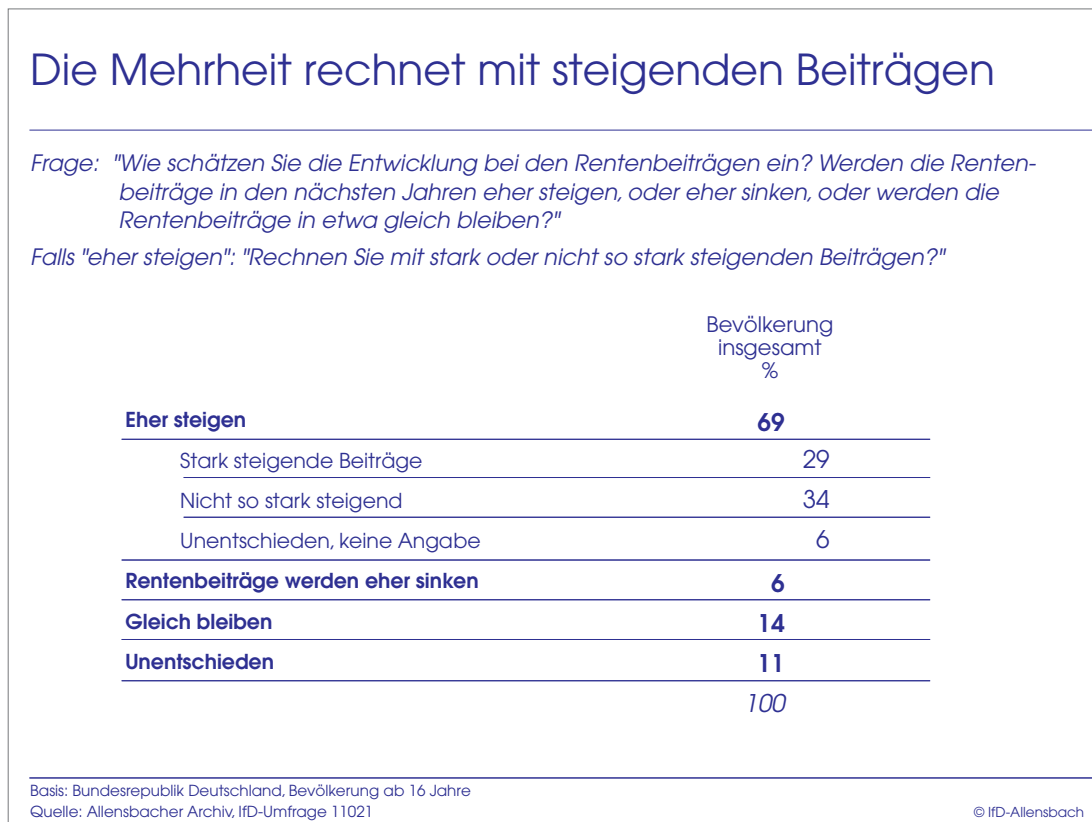 Die Mehrheit rechnet mit steigenden Beiträgen
Frage: "Wie schätzen Sie die Entwicklung bei den Rentenbeiträgen ein? Werden die Renten-
beiträge in den nächsten Jahren eher steigen, oder eher sinken, oder werden die
Rentenbeiträge in etwa gleich bleiben?"
Falls "eher steigen": "Rechnen Sie mit stark oder nicht so stark steigenden Beiträgen?"
Bevölkerung
insgesamt
%
Eher steigen 69
Stark steigende Beiträge 29
Nicht so stark steigend 34
Unentschieden, keine Angabe 6
Rentenbeiträge werden eher sinken 6
Gleich bleiben 14
Unentschieden 11
100
Basis: Bundesrepublik Deutschland, Bevölkerung ab 16 Jahre
Quelle: Allensbacher Archiv, IfD-Umfrage 11021 © IfD-Allensbach